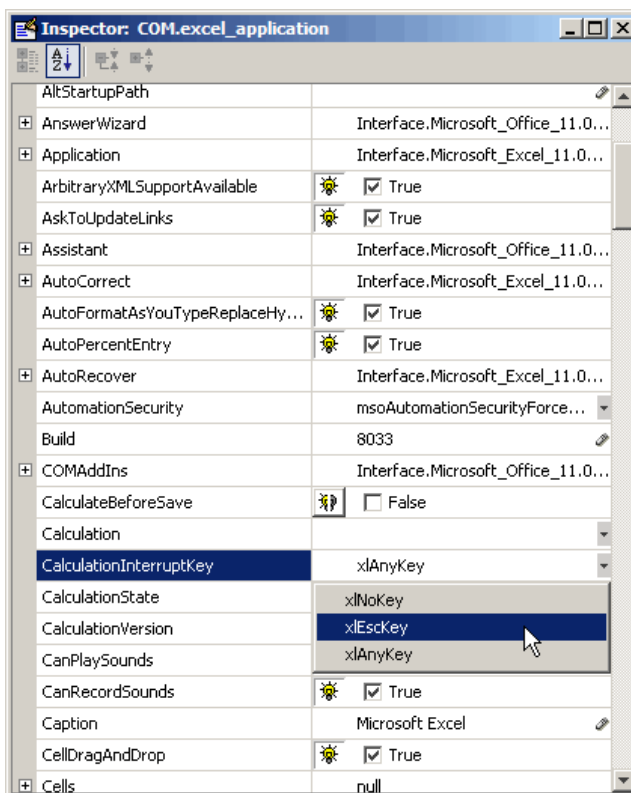 Inspector: COM.excel_application
AltStartupPath
AnswerWizard Interface.Microsoft_Office_11.0...
Application Interface.Microsoft_Excel_11.0...
ArbitraryXMLSupportAvailable True
AskToUpdateLinks True
Assistant Interface.Microsoft_Office_11.0...
AutoCorrect Interface.Microsoft_Excel_11.0...
AutoFormatAsYouTypeReplaceHy... True
AutoPercentEntry True
AutoRecover Interface.Microsoft_Excel_11.0...
AutomationSecurity msoAutomationSecurityForce...
Build 8033
COMAddIns Interface.Microsoft_Office_11.0...
CalculateBeforeSave False
Calculation
CalculationInterruptKey xlAnyKey
CalculationState xlNoKey
CalculationVersion xlEscKey
CanPlaySounds xlAnyKey
CanRecordSounds True
Caption Microsoft Excel
CellDragAndDrop True
Cells null